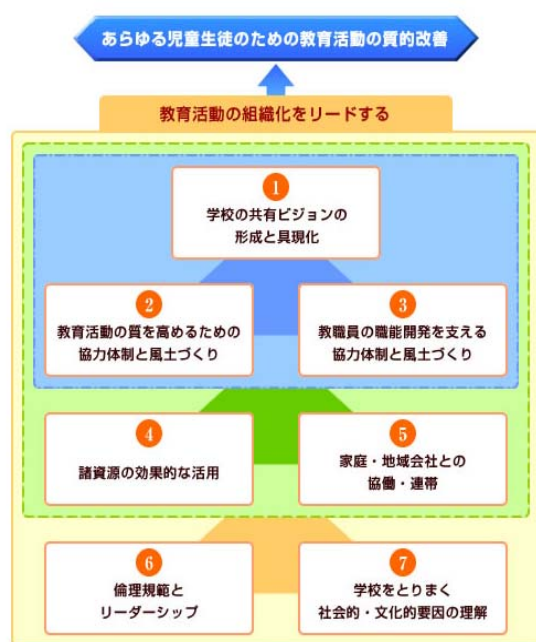 あらゆる児童生徒のための教育活動の質的改善
教育活動の組織化をリードする
1
学校の共有ビジョンの
形成と具現化
2
教育活動の質を高めるための
協力体制と風土づくり
3
教職員の職能開発を支える
協力体制と風土づくり
4
諸資源の効果的な活用
5
家庭・地域会社との
協働・連帯
6
倫理規範と
リーダーシップ
7
学校をとりまく
社会的・文化的要因の理解